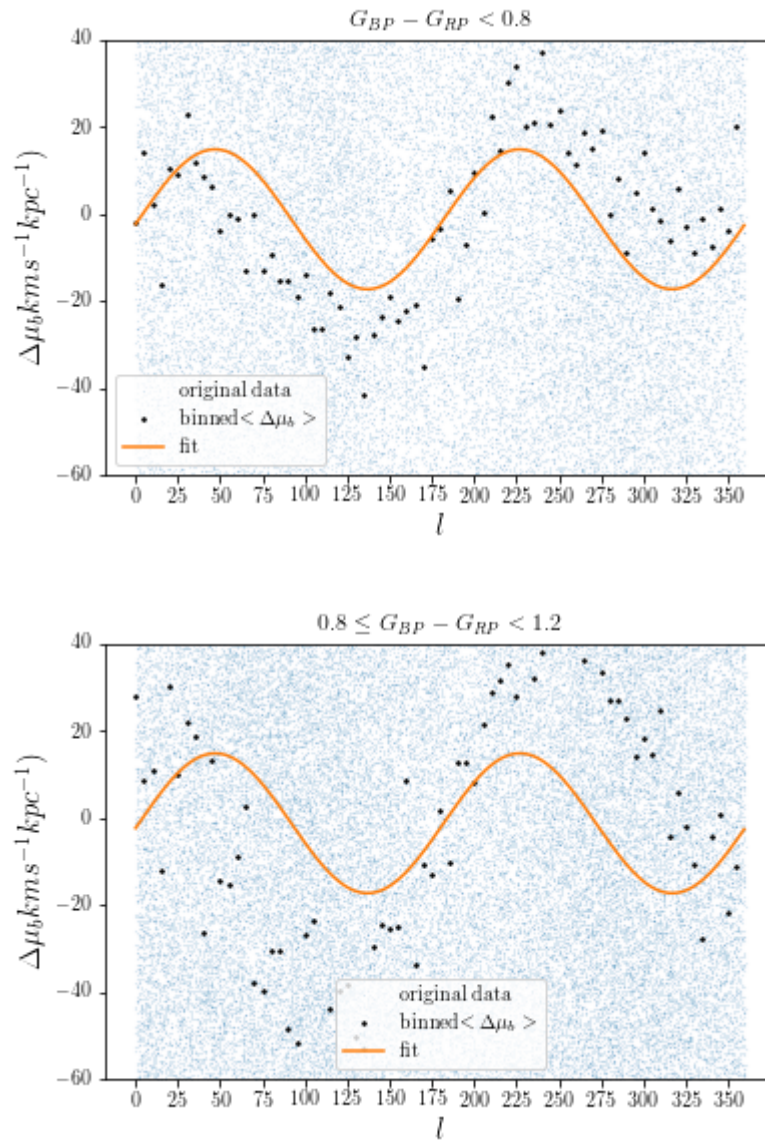 G_{BP} − G_{RP} < 0.8
40
20
0
−20
−40
−60
Δμ_b kms^{−1} kpc^{−1}
original data
binned< Δμ_b >
fit
0 25 50 75 100 125 150 175 200 225 250 275 300 325 350
l
0.8 ≤ G_{BP} − G_{RP} < 1.2
40
20
0
−20
−40
−60
Δμ_b kms^{−1} kpc^{−1}
original data
binned< Δμ_b >
fit
0 25 50 75 100 125 150 175 200 225 250 275 300 325 350
l